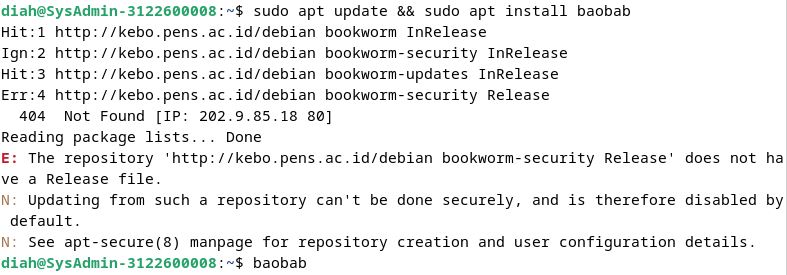 diah@SysAdmin-3122600008:~$ sudo apt update && sudo apt install baobab
Hit:1 http://kebo.pens.ac.id/debian bookworm InRelease
Ign:2 http://kebo.pens.ac.id/debian bookworm-security InRelease
Hit:3 http://kebo.pens.ac.id/debian bookworm-updates InRelease
Err:4 http://kebo.pens.ac.id/debian bookworm-security Release
  404  Not Found [IP: 202.9.85.18 80]
Reading package lists... Done
E: The repository 'http://kebo.pens.ac.id/debian bookworm-security Release' does not ha
ve a Release file.
N: Updating from such a repository can't be done securely, and is therefore disabled by
 default.
N: See apt-secure(8) manpage for repository creation and user configuration details.
diah@SysAdmin-3122600008:~$ baobab